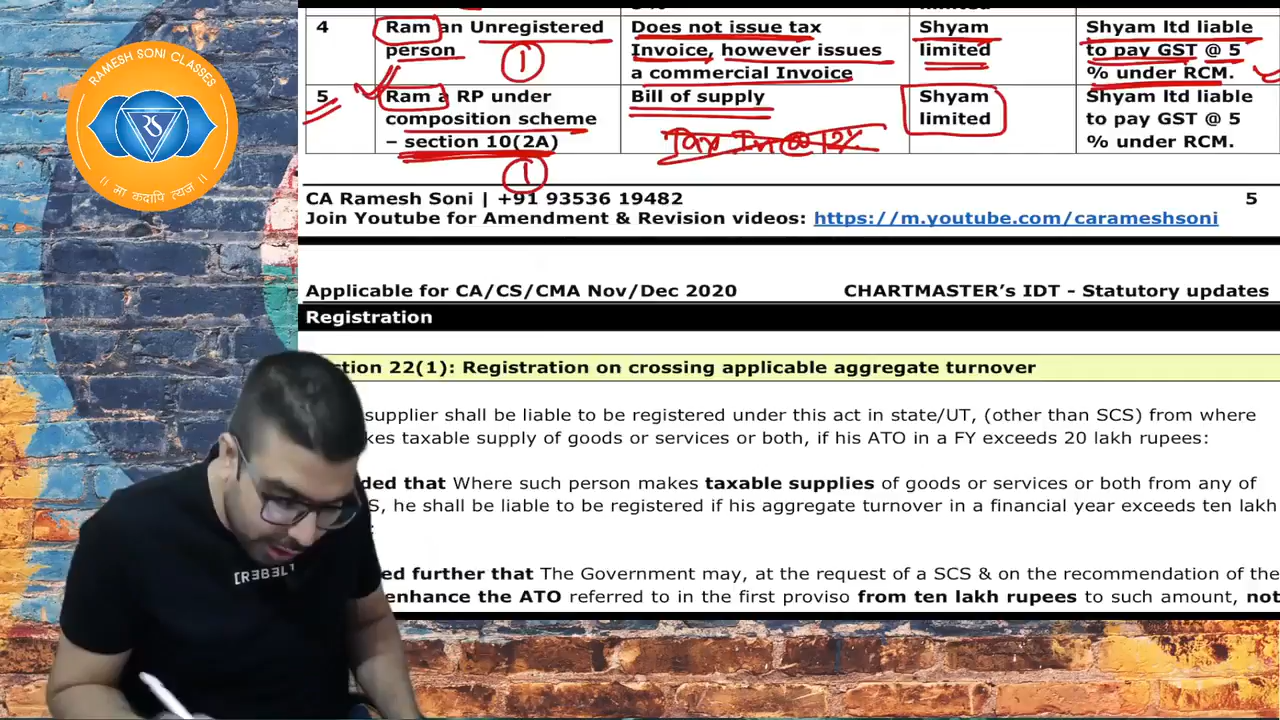 RAMESH SONI CLASSES
।। मा कदापि त्यज ।।
4 Ram an Unregistered Does not issue tax Shyam Shyam ltd liable
person Invoice, however issues limited to pay GST @ 5
1 a commercial Invoice % under RCM.
5 Ram a RP under Bill of supply Shyam Shyam ltd liable
composition scheme limited to pay GST @ 5
– section 10(2A) Tax Inv @ 12% % under RCM.
1
CA Ramesh Soni | +91 93536 19482 5
Join Youtube for Amendment & Revision videos: https://m.youtube.com/carameshsoni
Applicable for CA/CS/CMA Nov/Dec 2020 CHARTMASTER’s IDT - Statutory updates
Registration
ction 22(1): Registration on crossing applicable aggregate turnover
supplier shall be liable to be registered under this act in state/UT, (other than SCS) from where
kes taxable supply of goods or services or both, if his ATO in a FY exceeds 20 lakh rupees:
ded that Where such person makes taxable supplies of goods or services or both from any of
S, he shall be liable to be registered if his aggregate turnover in a financial year exceeds ten lakh
ed further that The Government may, at the request of a SCS & on the recommendation of the
enhance the ATO referred to in the first proviso from ten lakh rupees to such amount, not
[REBEL